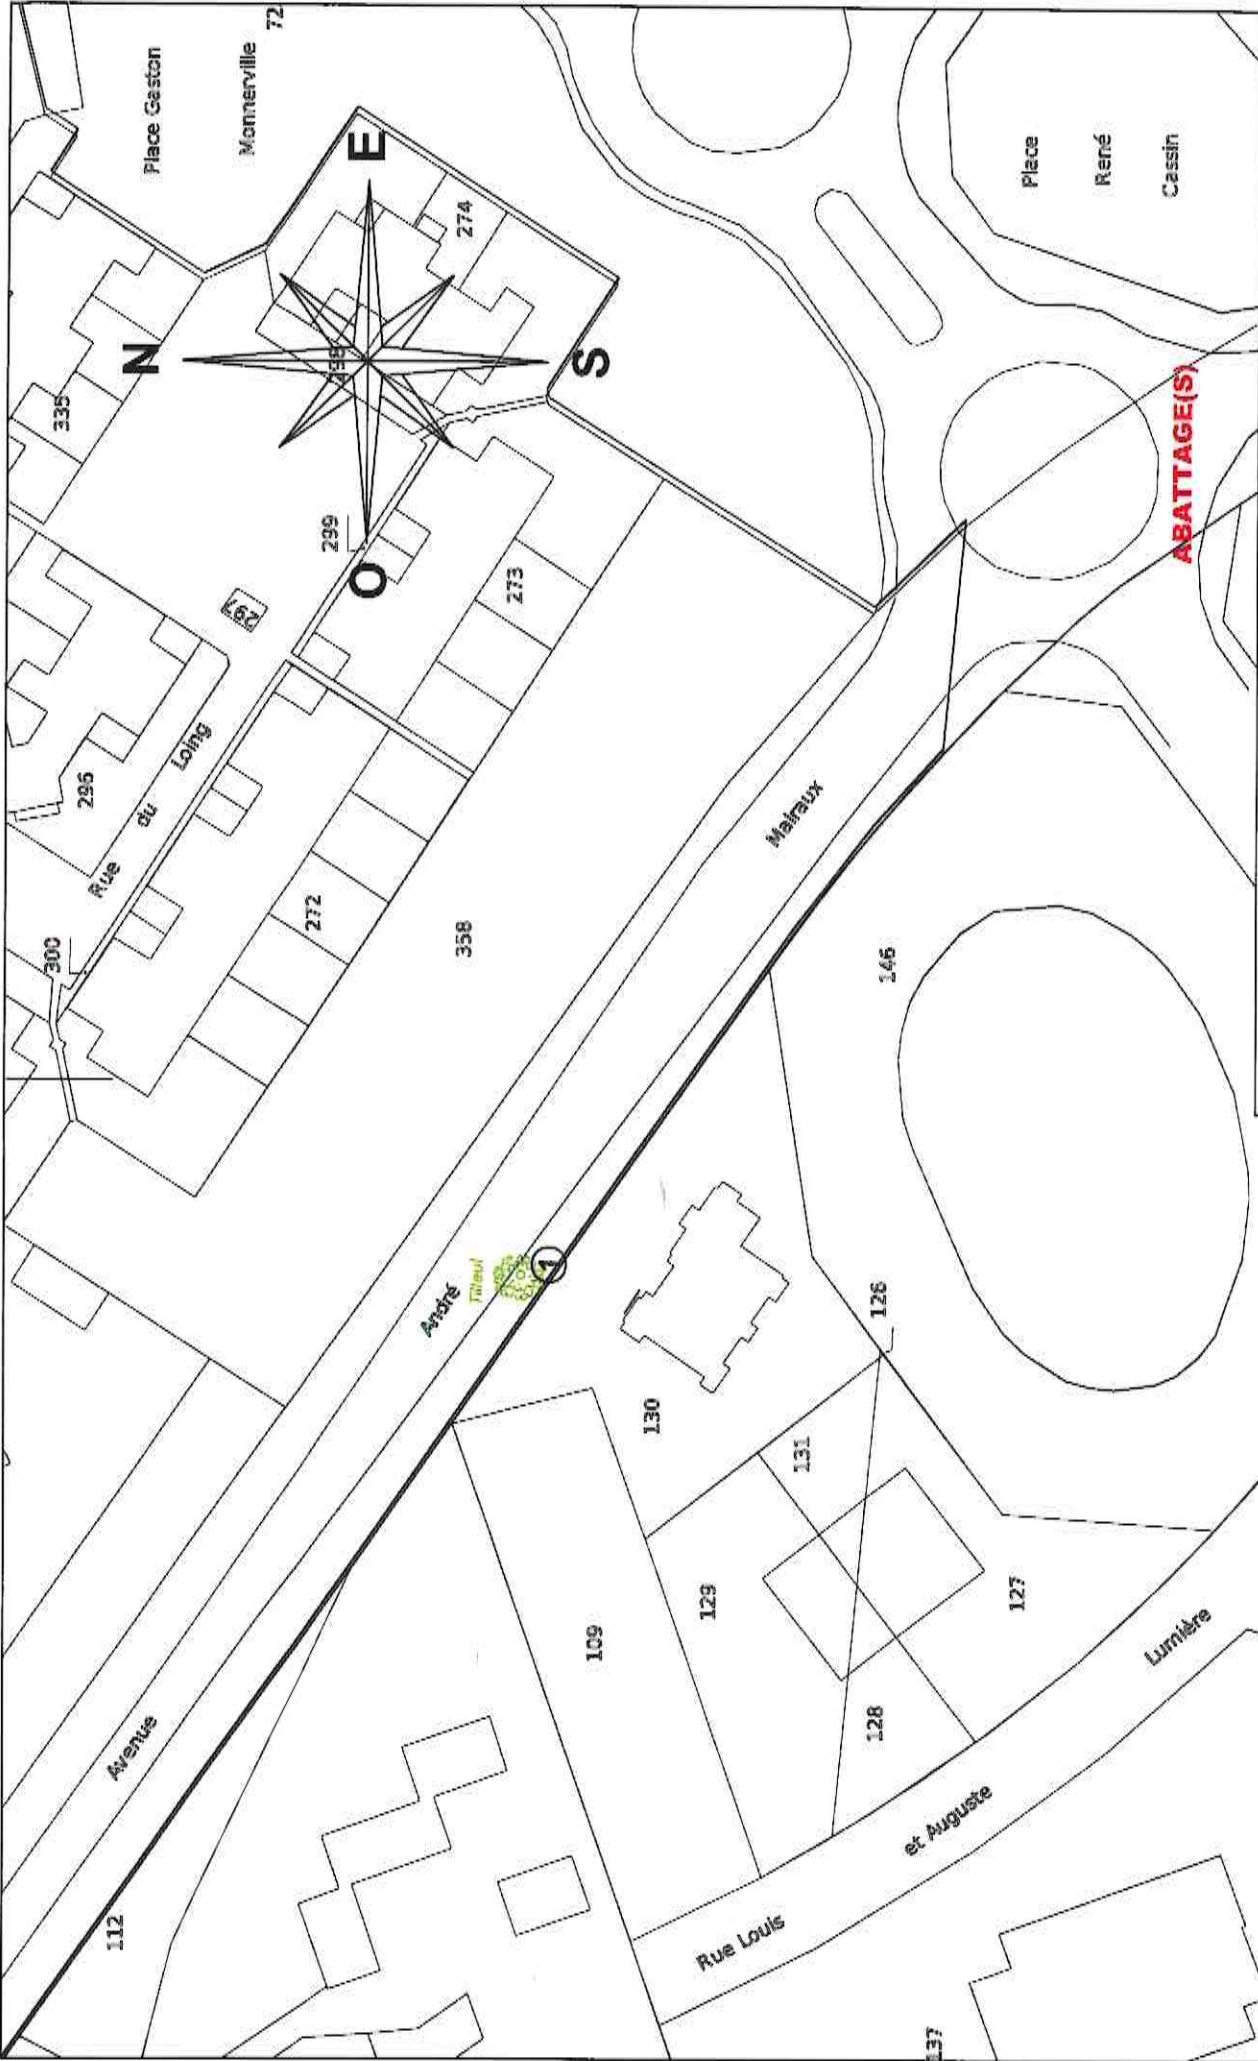 Place Gaston
Monnerville
72
E
N
S
O
274
335
299
297
273
296
Rue du Loing
300
272
358
Place
René
Cassin
ABATTAGE(S)
146
Avenue André Malraux
Tilleul
1
130
126
131
129
109
127
128
112
Rue Louis et Auguste Lumière
137